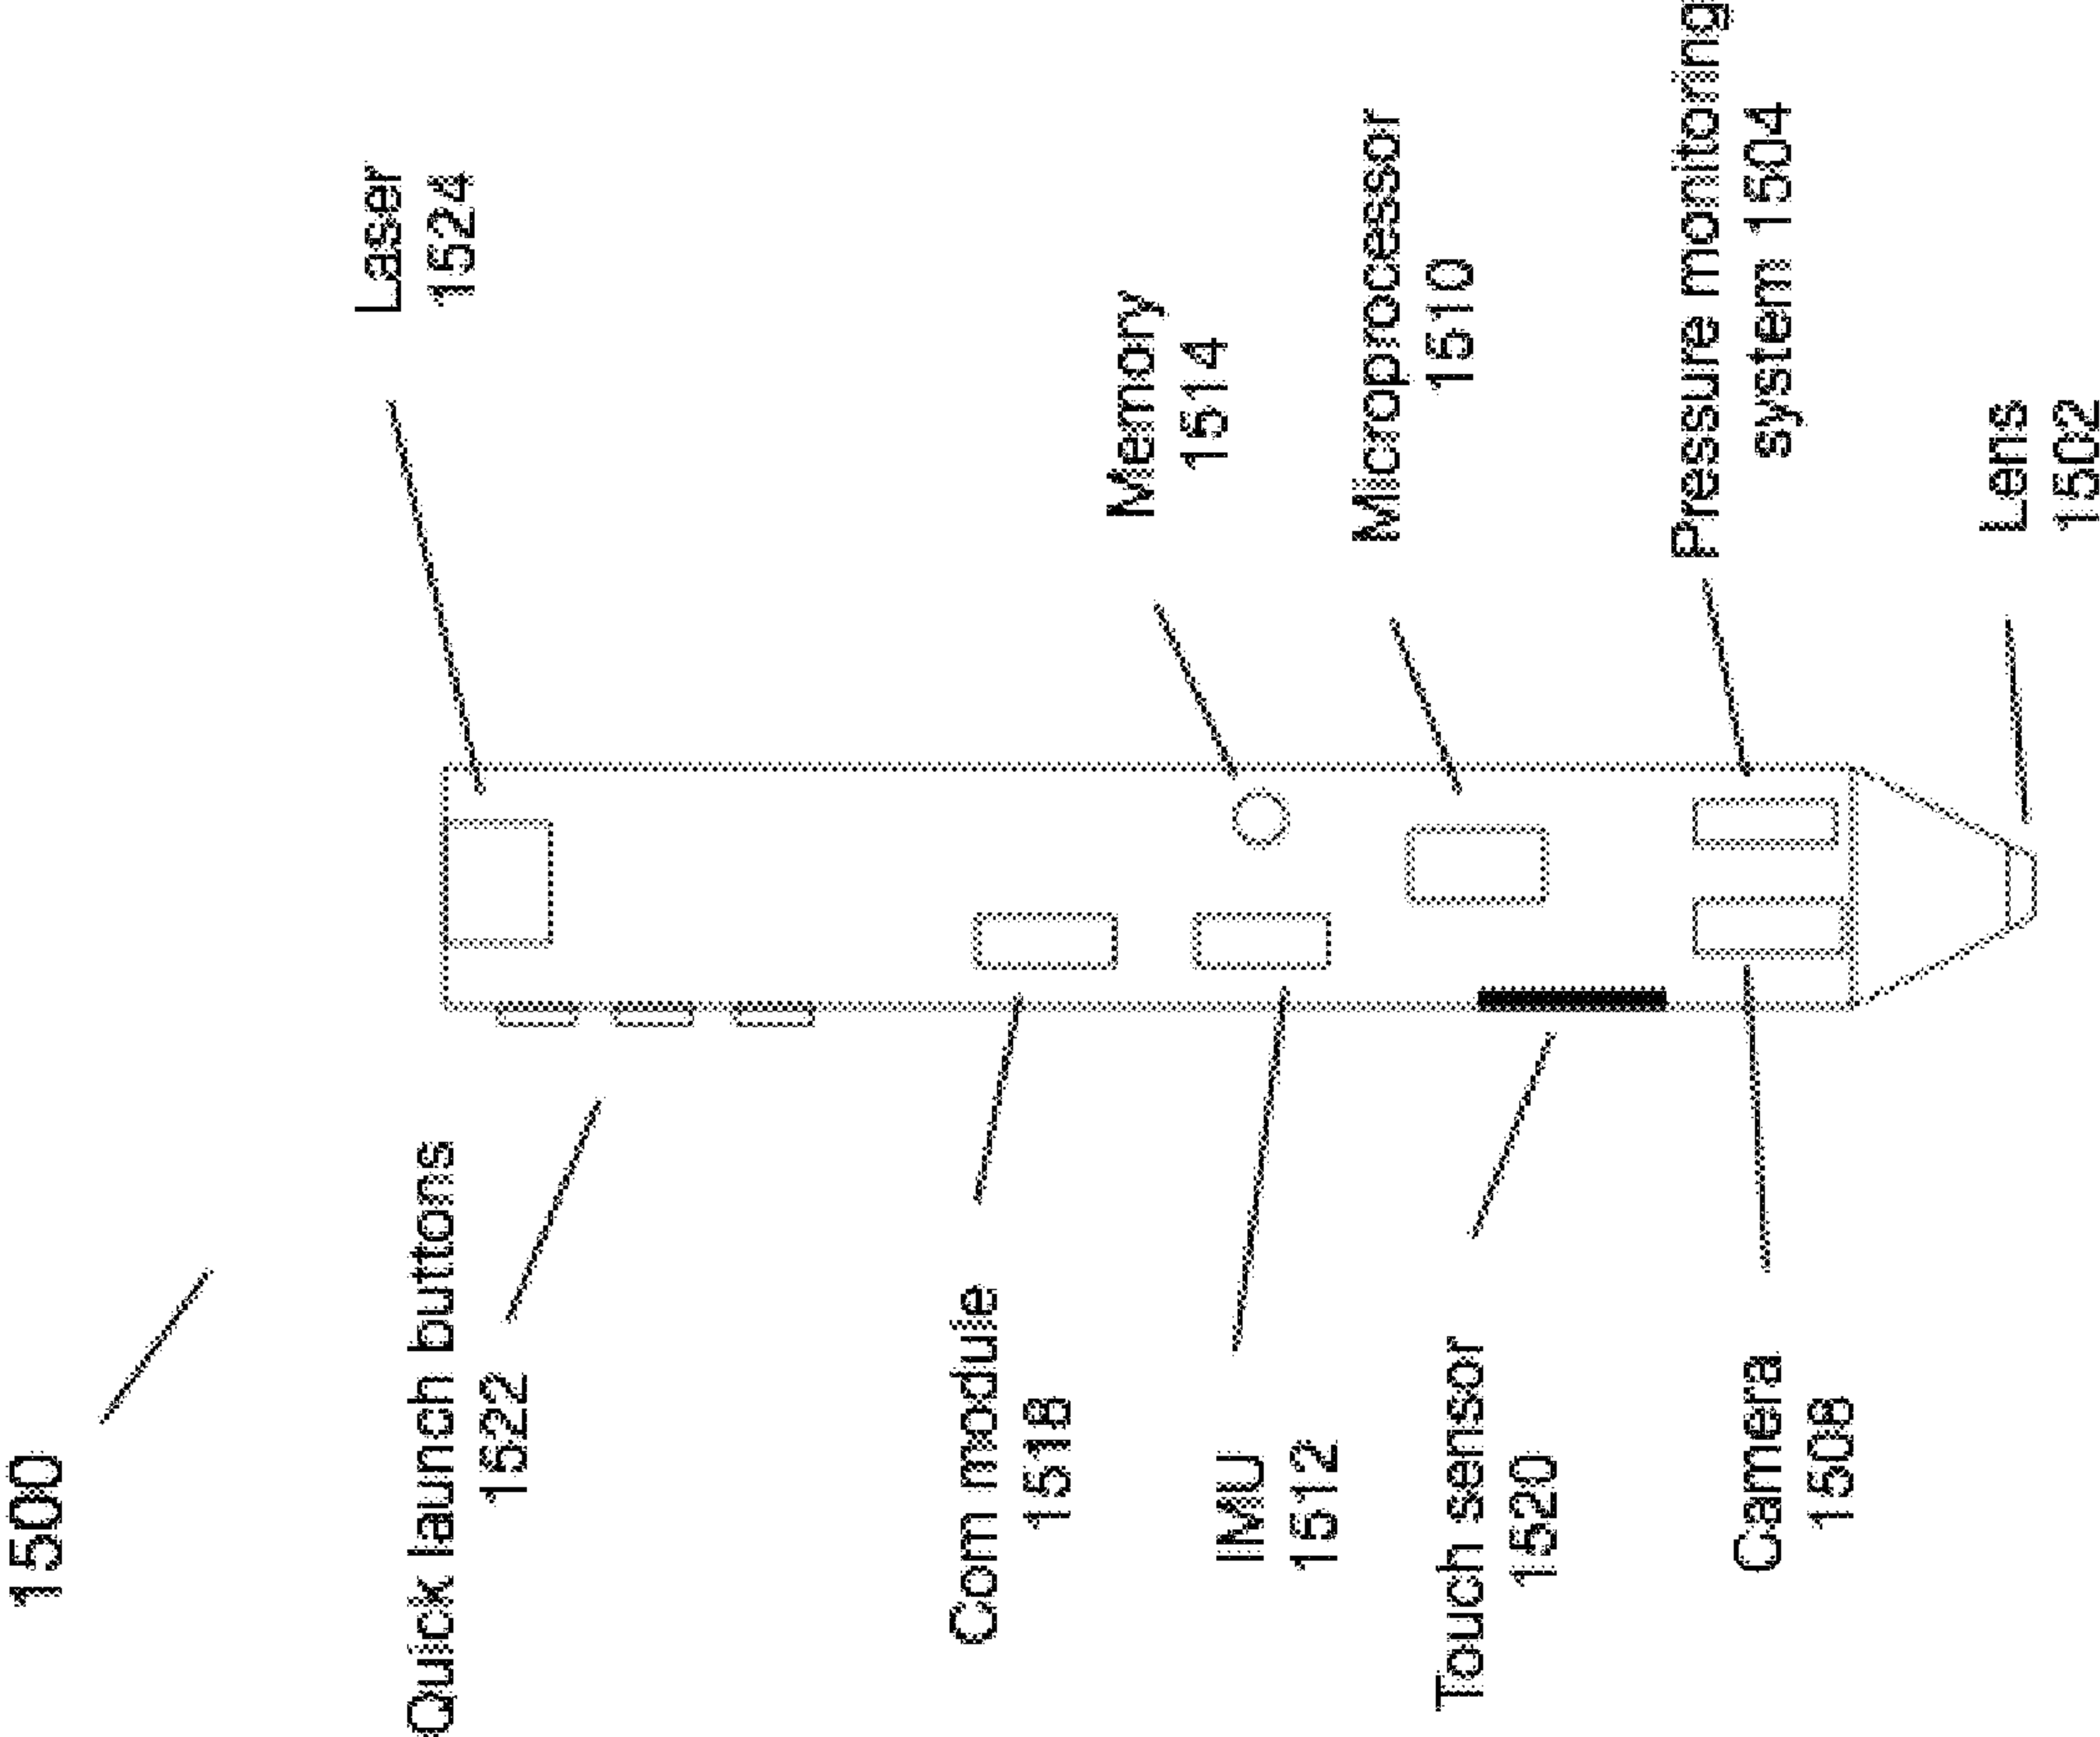 1500
Quick launch buttons
1522
Com module
1518
IMU
1512
Touch sensor
1520
Camera
1508
Laser
1524
Memory
1514
Microprocessor
1510
Pressure monitoring
system 1504
Lens
1502